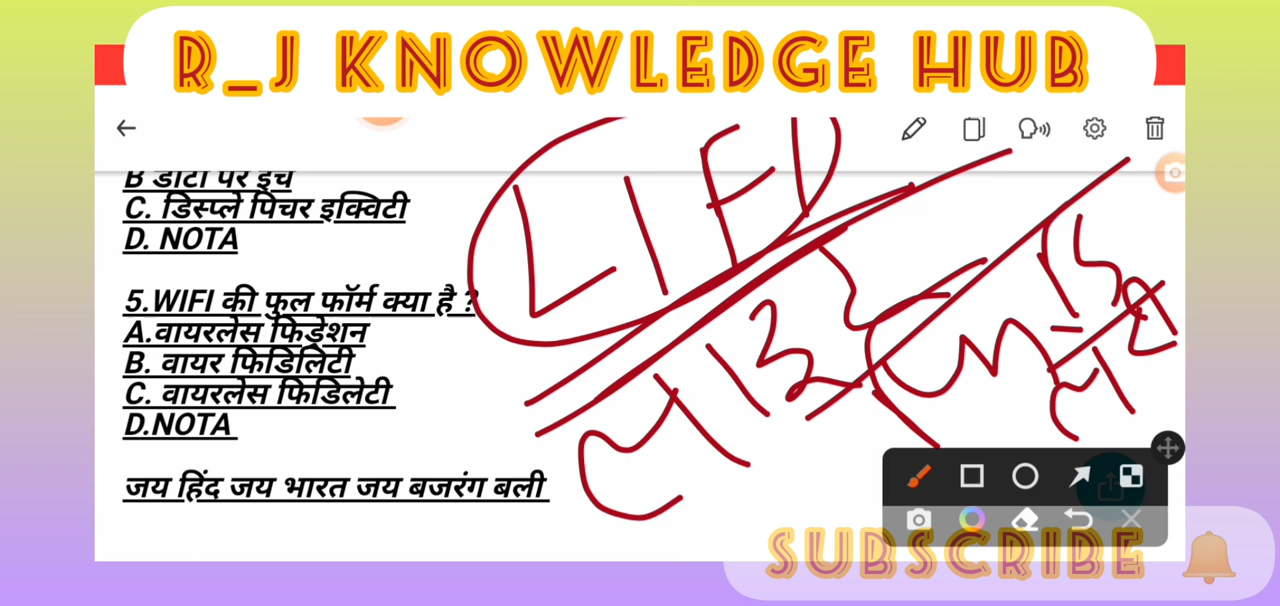 R_J KNOWLEDGE HUB
B डाटा पर इंच
C. डिस्प्ले पिचर इक्विटी
D. NOTA
5.WIFI की फुल फॉर्म क्या है ?
A.वायरलेस फिडे़शन
B. वायर फिडिलिटी
C. वायरलेस फिडिलेटी
D.NOTA
जय हिंद जय भारत जय बजरंग बली
SUBSCRIBE